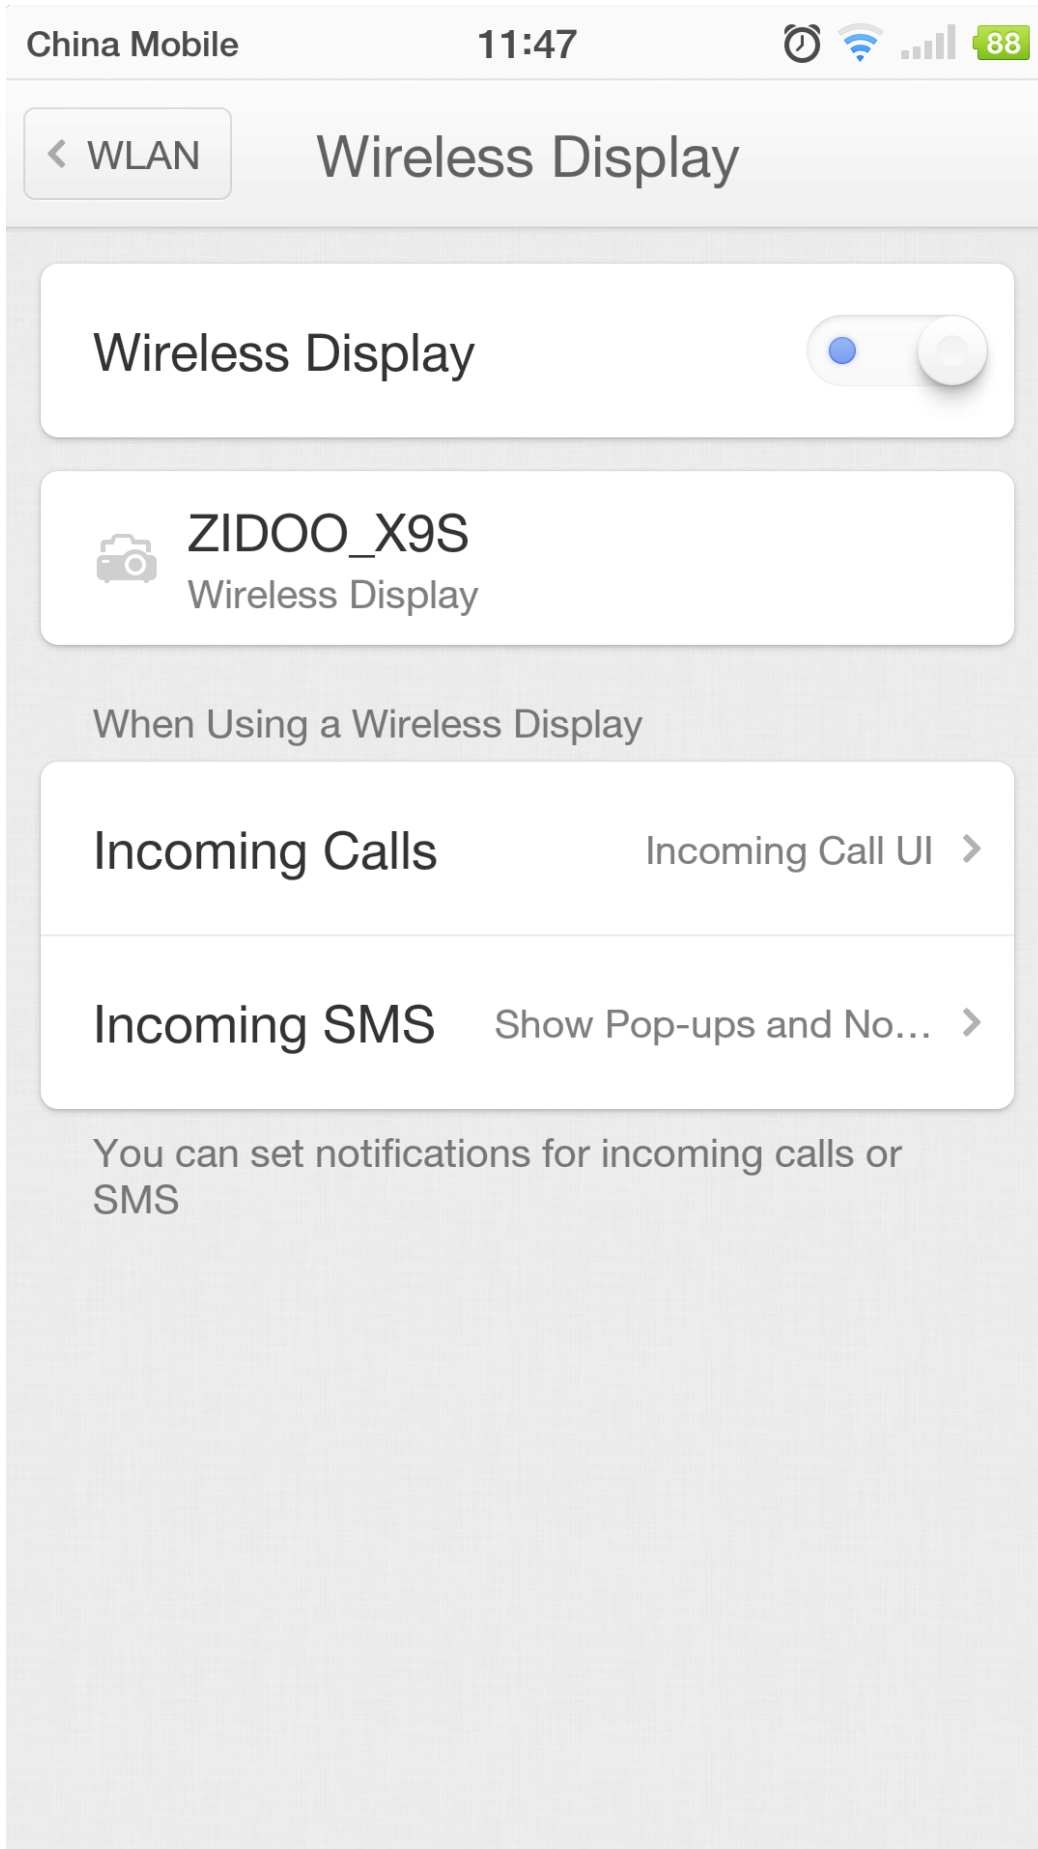 China Mobile 11:47 88
WLAN Wireless Display
Wireless Display
ZIDOO_X9S
Wireless Display
When Using a Wireless Display
Incoming Calls Incoming Call UI
Incoming SMS Show Pop-ups and No...
You can set notifications for incoming calls or
SMS